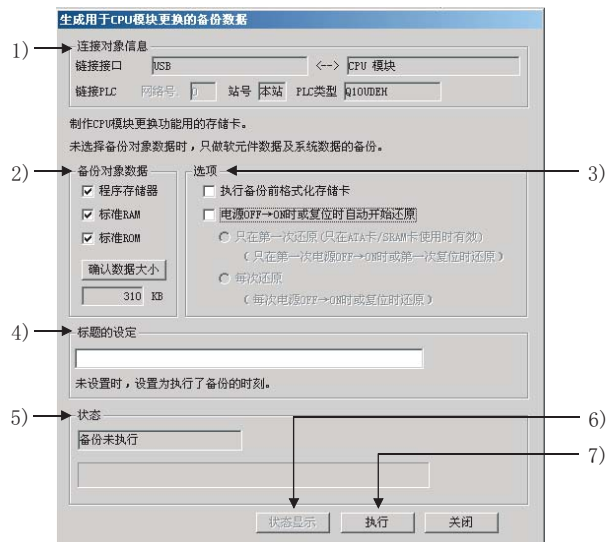 生成用于CPU模块更换的备份数据
1)
连接对象信息
链接接口 USB <--> CPU 模块
链接PLC 网络号. 0 站号 本站 PLC类型 Q10UDEH
制作CPU模块更换功能用的存储卡。
未选择备份对象数据时，只做软元件数据及系统数据的备份。
2)
备份对象数据
程序存储器
标准RAM
标准ROM
确认数据大小
310 KB
选项
3)
执行备份前格式化存储卡
电源OFF→ON时或复位时自动开始还原
只在第一次还原(只在ATA卡/SRAM卡使用时有效)
(只在第一次电源OFF→ON时或第一次复位时还原)
每次还原
(每次电源OFF→ON时或复位时还原)
4)
标题的设定
未设置时，设置为执行了备份的时刻。
5)
状态
备份未执行
6)
7)
状态显示 执行 关闭